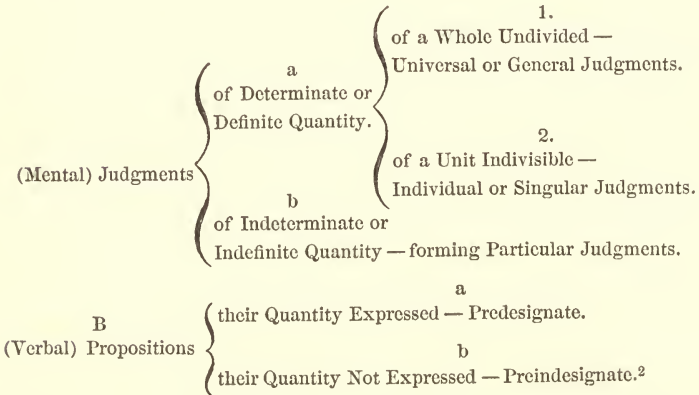 1.
of a Whole Undivided —
Universal or General Judgments.
a
of Determinate or
Definite Quantity.
2.
of a Unit Indivisible —
Individual or Singular Judgments.
(Mental) Judgments
b
of Indeterminate or
Indefinite Quantity — forming Particular Judgments.
a
their Quantity Expressed — Predesignate.
B
(Verbal) Propositions
b
their Quantity Not Expressed — Preindesignate.²